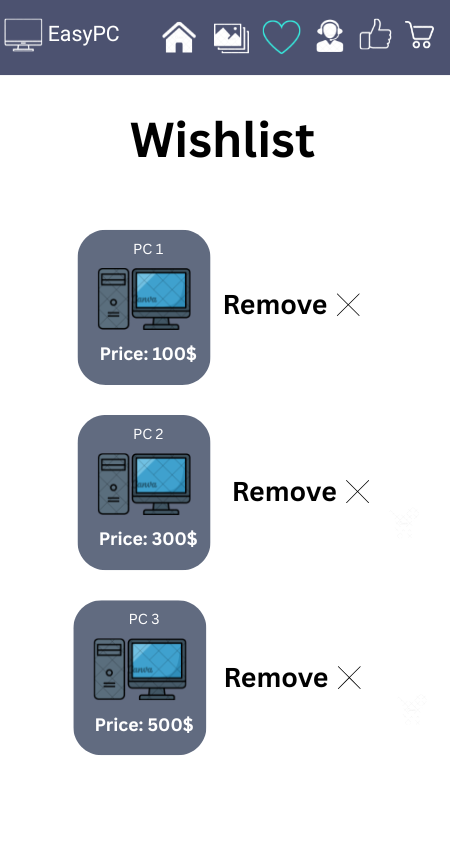 EasyPC
Wishlist
PC 1
Price: 100$
Remove
PC 2
Price: 300$
Remove
PC 3
Price: 500$
Remove